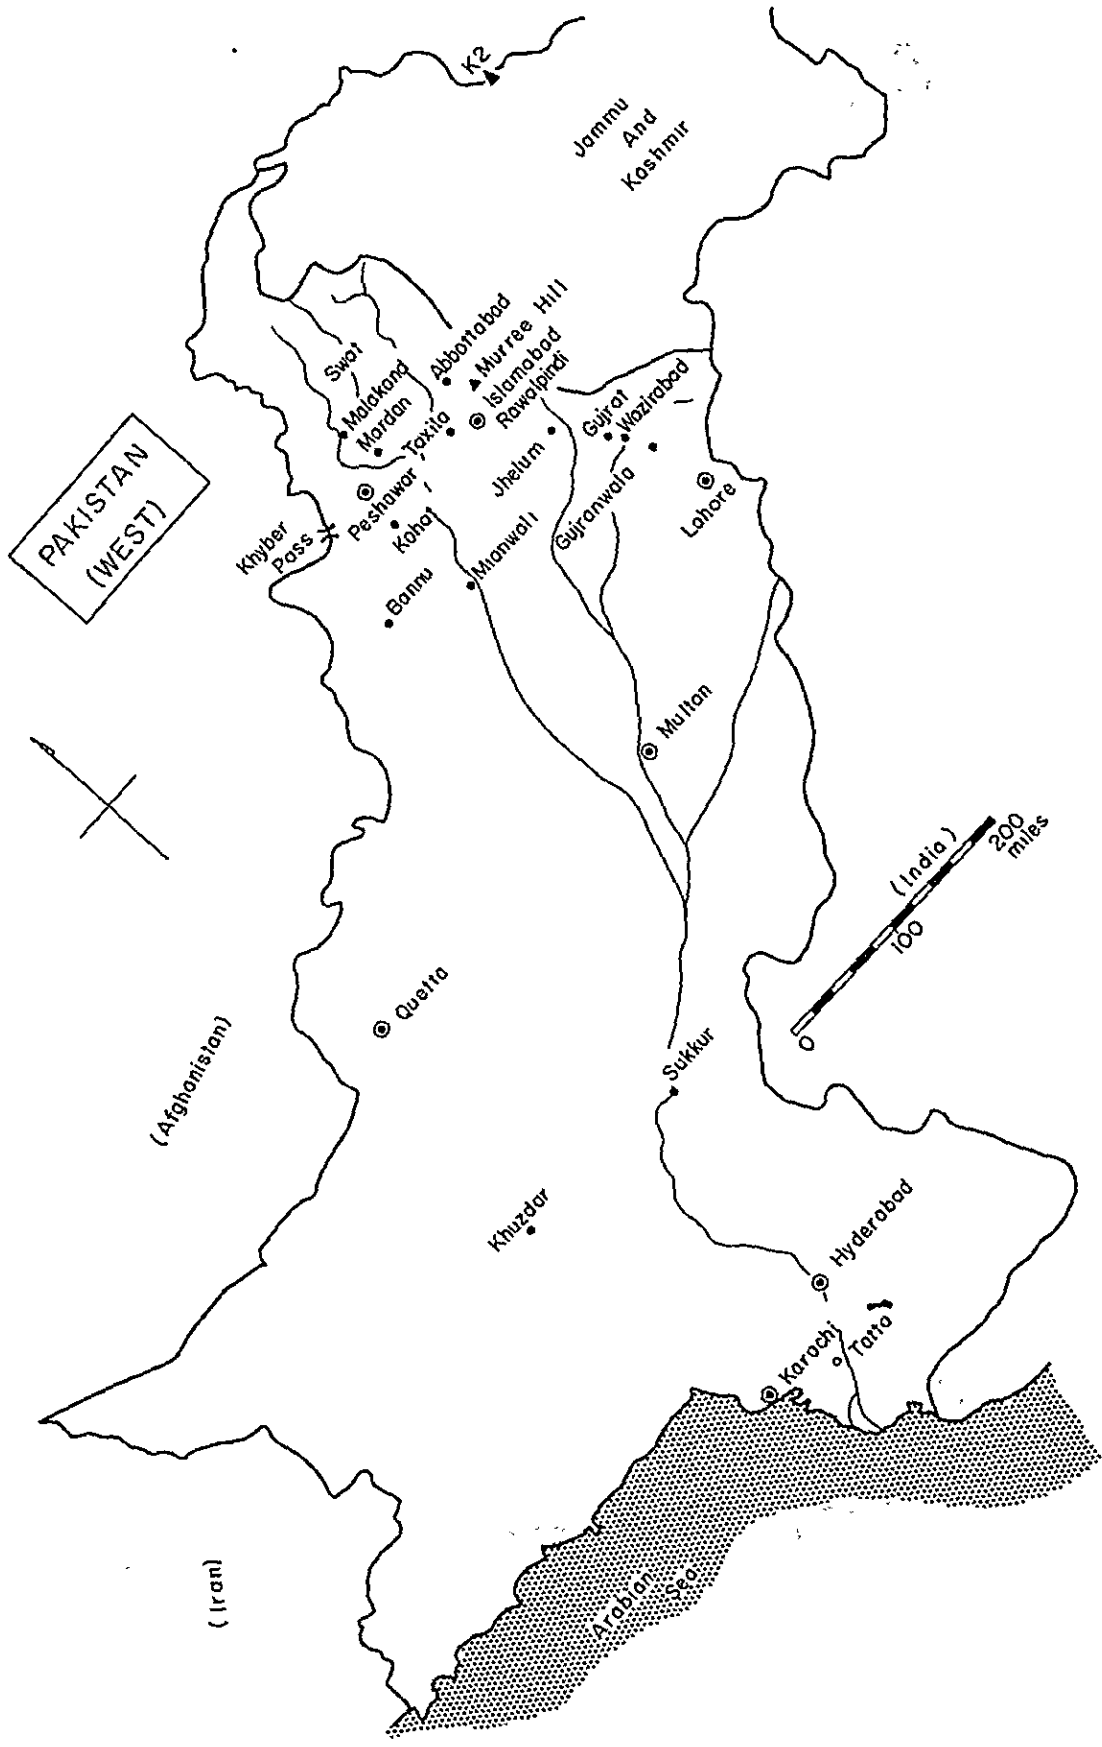 PAKISTAN
(WEST)
K2
Jammu
And
Kashmir
Swat
Malakand
Mardan
Abbottabad
Murree Hill
Islamabad
Rawalpindi
Taxila
Khyber
Pass
Peshawar
Kohat
Bannu
Mianwali
Jhelum
Gujrat
Wazirabad
Gujranwala
Lahore
Multan
(India)
0
100
200
miles
Quetta
(Afghanistan)
Sukkur
Khuzdar
Hyderabad
Karachi
Tatta
(Iran)
Arabian
Sea